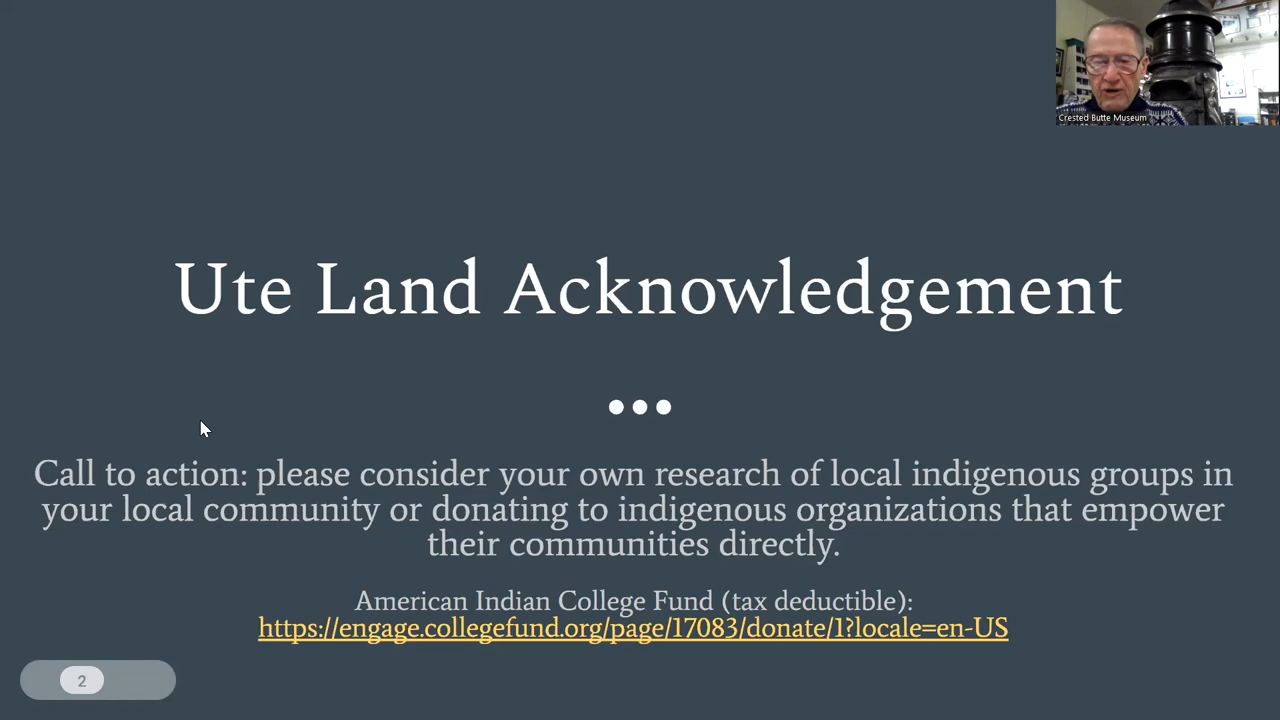 Crested Butte Museum
Ute Land Acknowledgement
Call to action: please consider your own research of local indigenous groups in
your local community or donating to indigenous organizations that empower
their communities directly.
American Indian College Fund (tax deductible):
https://engage.collegefund.org/page/17083/donate/1?locale=en-US
2